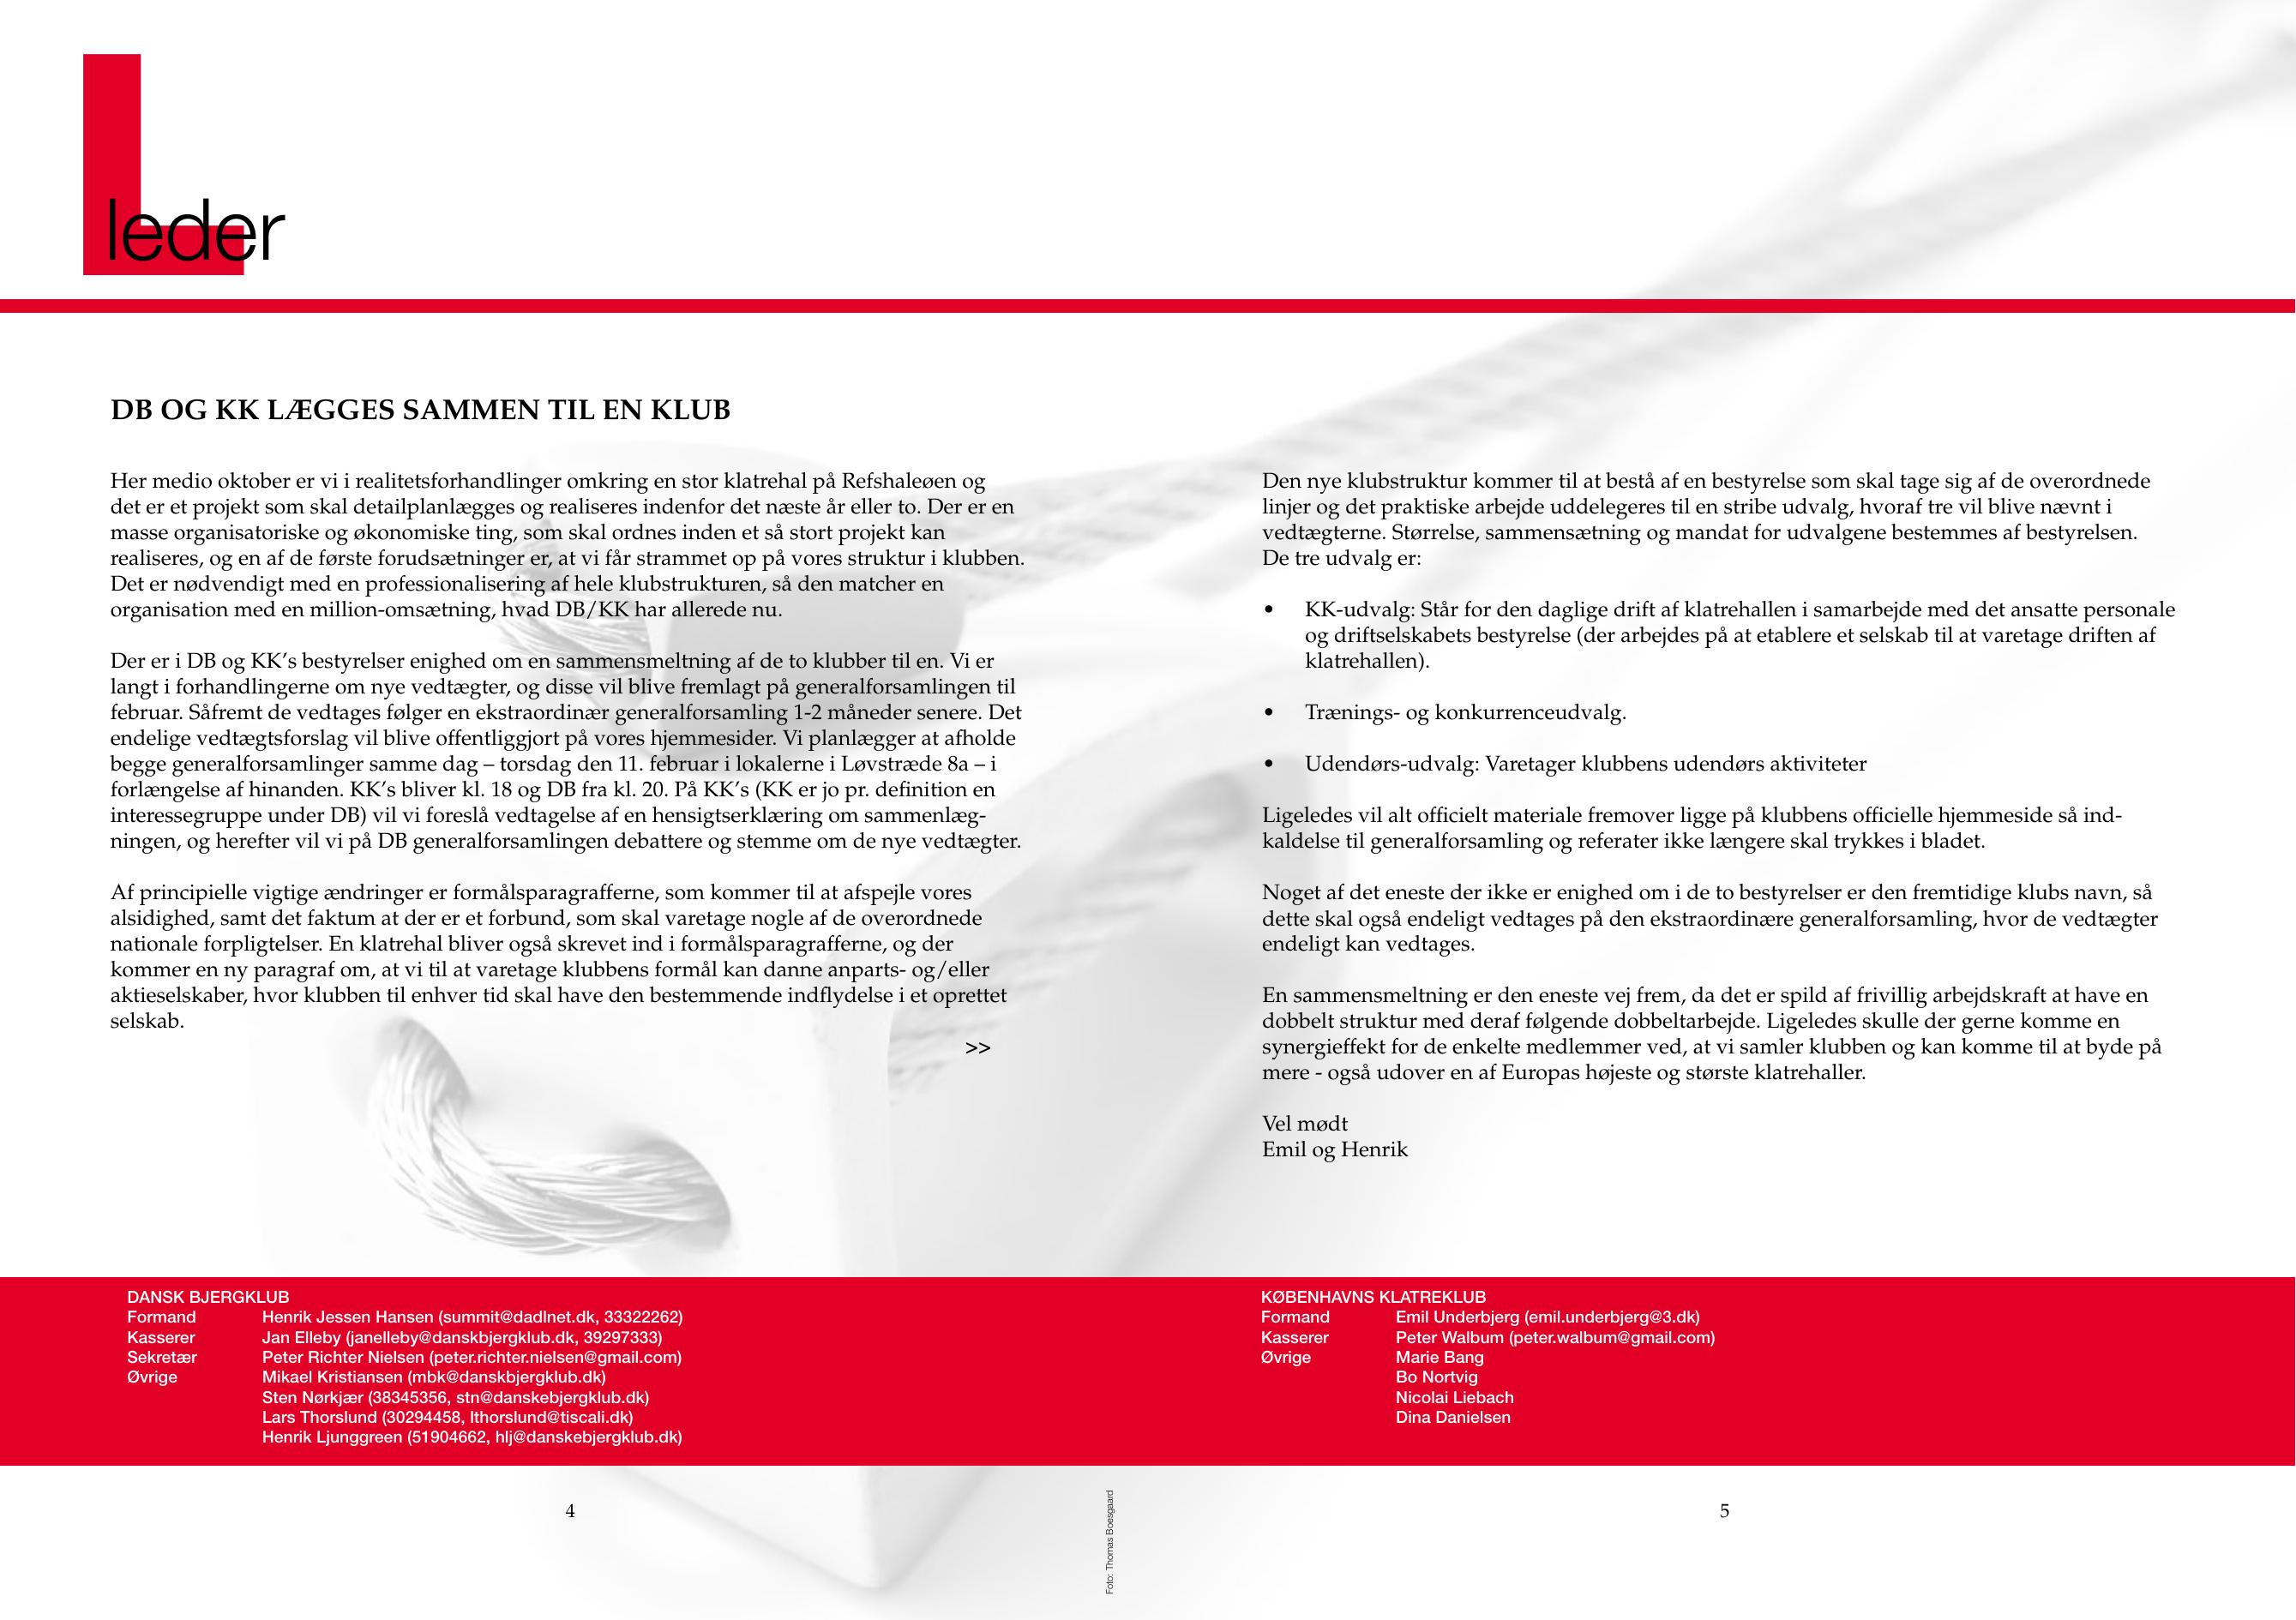 leder
DB OG KK LÆGGES SAMMEN TIL EN KLUB
Her medio oktober er vi i realitetsforhandlinger omkring en stor klatrehal på Refshaleøen og
det er et projekt som skal detailplanlægges og realiseres indenfor det næste år eller to. Der er en
masse organisatoriske og økonomiske ting, som skal ordnes inden et så stort projekt kan
realiseres, og en af de første forudsætninger er, at vi får strammet op på vores struktur i klubben.
Det er nødvendigt med en professionalisering af hele klubstrukturen, så den matcher en
organisation med en million-omsætning, hvad DB/KK har allerede nu.
Der er i DB og KK's bestyrelser enighed om en sammensmeltning af de to klubber til en. Vi er
langt i forhandlingerne om nye vedtægter, og disse vil blive fremlagt på generalforsamlingen til
februar. Såfremt de vedtages følger en ekstraordinær generalforsamling 1-2 måneder senere. Det
endelige vedtægtsforslag vil blive offentliggjort på vores hjemmesider. Vi planlægger at afholde
begge generalforsamlinger samme dag – torsdag den 11. februar i lokalerne i Løvstræde 8a – i
forlængelse af hinanden. KK's bliver kl. 18 og DB fra kl. 20. På KK's (KK er jo pr. definition en
interessegruppe under DB) vil vi foreslå vedtagelse af en hensigtserklæring om sammenlæg-
ningen, og herefter vil vi på DB generalforsamlingen debattere og stemme om de nye vedtægter.
Af principielle vigtige ændringer er formålsparagrafferne, som kommer til at afspejle vores
alsidighed, samt det faktum at der er et forbund, som skal varetage nogle af de overordnede
nationale forpligtelser. En klatrehal bliver også skrevet ind i formålsparagrafferne, og der
kommer en ny paragraf om, at vi til at varetage klubbens formål kan danne anparts- og/eller
aktieselskaber, hvor klubben til enhver tid skal have den bestemmende indflydelse i et oprettet
selskab.
>>
Den nye klubstruktur kommer til at bestå af en bestyrelse som skal tage sig af de overordnede
linjer og det praktiske arbejde uddelegeres til en stribe udvalg, hvoraf tre vil blive nævnt i
vedtægterne. Størrelse, sammensætning og mandat for udvalgene bestemmes af bestyrelsen.
De tre udvalg er:
• KK-udvalg: Står for den daglige drift af klatrehallen i samarbejde med det ansatte personale
og driftselskabets bestyrelse (der arbejdes på at etablere et selskab til at varetage driften af
klatrehallen).
• Trænings- og konkurrenceudvalg.
• Udendørs-udvalg: Varetager klubbens udendørs aktiviteter
Ligeledes vil alt officielt materiale fremover ligge på klubbens officielle hjemmeside så ind-
kaldelse til generalforsamling og referater ikke længere skal trykkes i bladet.
Noget af det eneste der ikke er enighed om i de to bestyrelser er den fremtidige klubs navn, så
dette skal også endeligt vedtages på den ekstraordinære generalforsamling, hvor de vedtægter
endeligt kan vedtages.
En sammensmeltning er den eneste vej frem, da det er spild af frivillig arbejdskraft at have en
dobbelt struktur med deraf følgende dobbeltarbejde. Ligeledes skulle der gerne komme en
synergieffekt for de enkelte medlemmer ved, at vi samler klubben og kan komme til at byde på
mere - også udover en af Europas højeste og største klatrehaller.
Vel mødt
Emil og Henrik
DANSK BJERGKLUB
Formand Henrik Jessen Hansen (summit@dadlnet.dk, 33322262)
Kasserer Jan Elleby (janelleby@danskbjergklub.dk, 39297333)
Sekretær Peter Richter Nielsen (peter.richter.nielsen@gmail.com)
Øvrige Mikael Kristiansen (mbk@danskbjergklub.dk)
Sten Nørkjær (38345356, stn@danskebjergklub.dk)
Lars Thorslund (30294458, lthorslund@tiscali.dk)
Henrik Ljunggreen (51904662, hlj@danskebjergklub.dk)
KØBENHAVNS KLATREKLUB
Formand Emil Underbjerg (emil.underbjerg@3.dk)
Kasserer Peter Walbum (peter.walbum@gmail.com)
Øvrige Marie Bang
Bo Nortvig
Nicolai Liebach
Dina Danielsen
4
Foto: Thomas Boesgaard
5